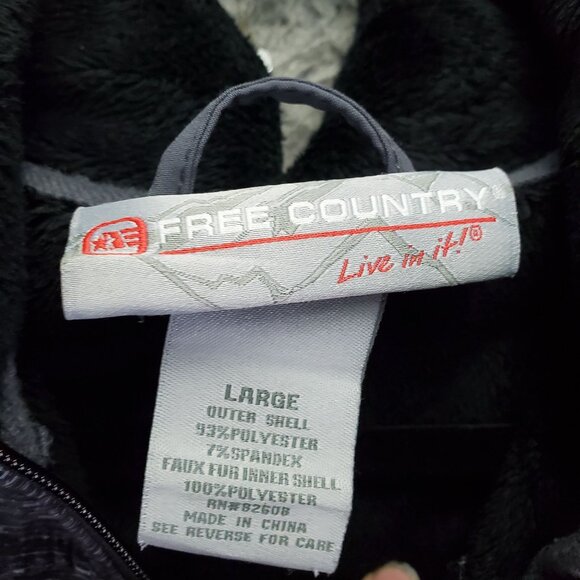 FREE COUNTRY®
Live in it!®
LARGE
OUTER SHELL
93%POLYESTER
7%SPANDEX
FAUX FUR INNER SHELL
100%POLYESTER
RN#82608
MADE IN CHINA
SEE REVERSE FOR CARE